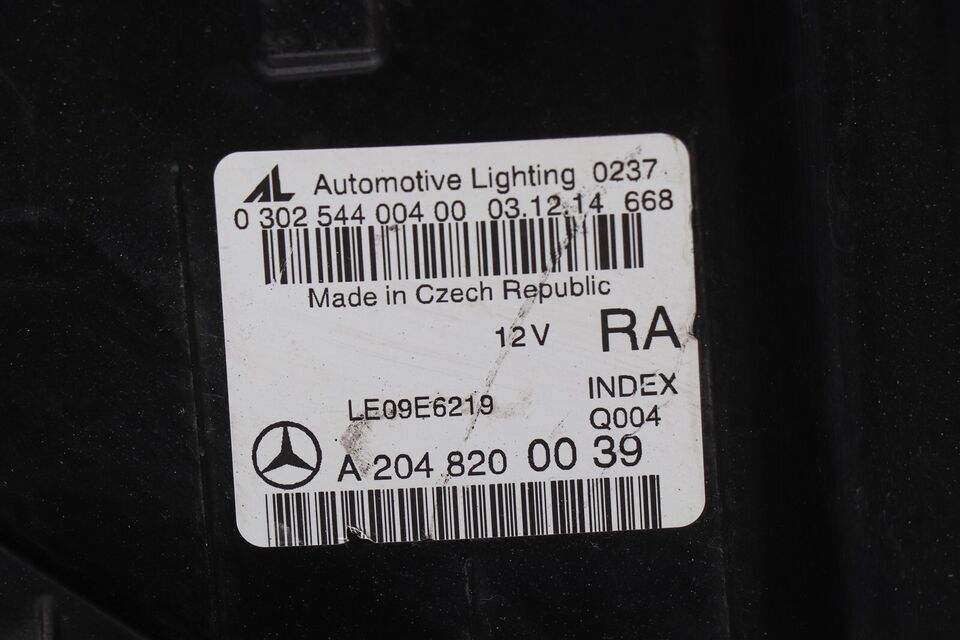 AL Automotive Lighting 0237
0 302 544 004 00 03.12.14 668
Made in Czech Republic
12V RA
INDEX
LE09E6219 Q004
A 204 820 00 39